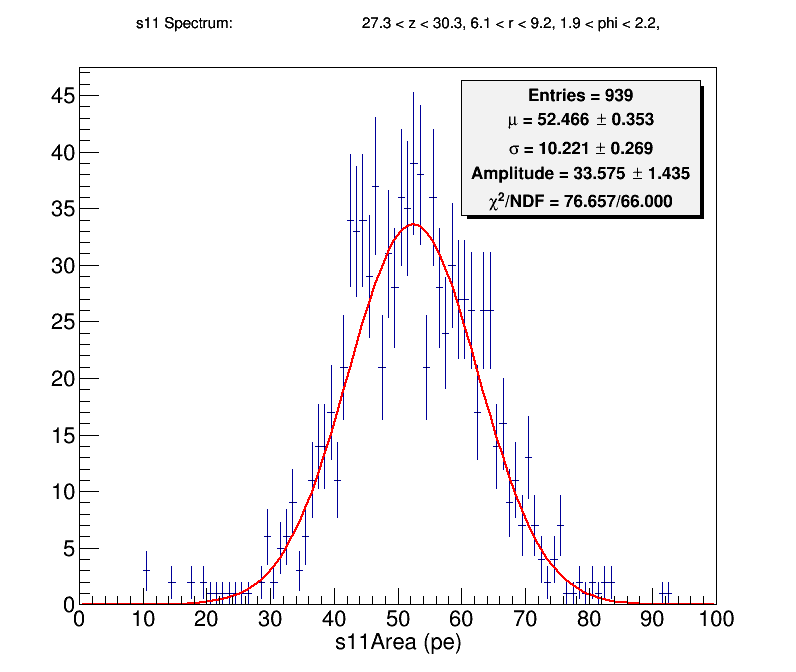 s11 Spectrum: 27.3 < z < 30.3, 6.1 < r < 9.2, 1.9 < phi < 2.2,
Entries = 939
μ = 52.466 ± 0.353
σ = 10.221 ± 0.269
Amplitude = 33.575 ± 1.435
χ²/NDF = 76.657/66.000
45
40
35
30
25
20
15
10
5
0
0 10 20 30 40 50 60 70 80 90 100
s11Area (pe)